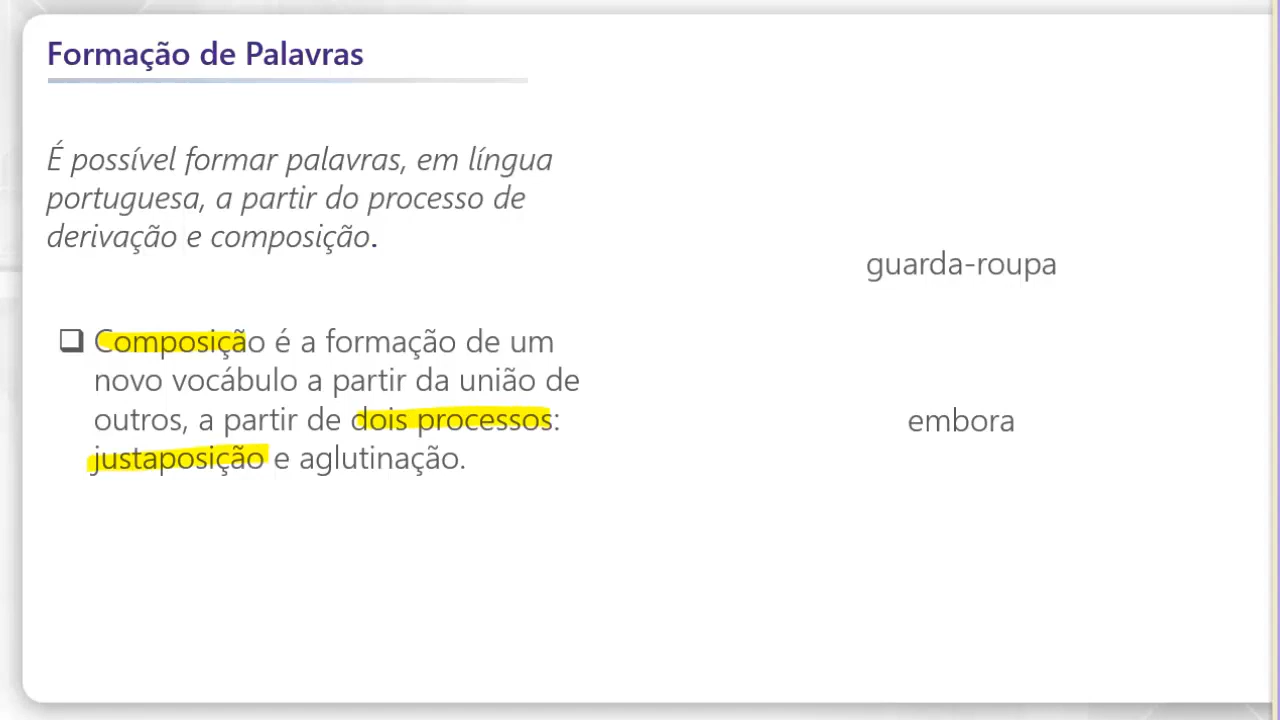 Formação de Palavras
É possível formar palavras, em língua
portuguesa, a partir do processo de
derivação e composição.
guarda-roupa
Composição é a formação de um
novo vocábulo a partir da união de
outros, a partir de dois processos:
justaposição e aglutinação.
embora